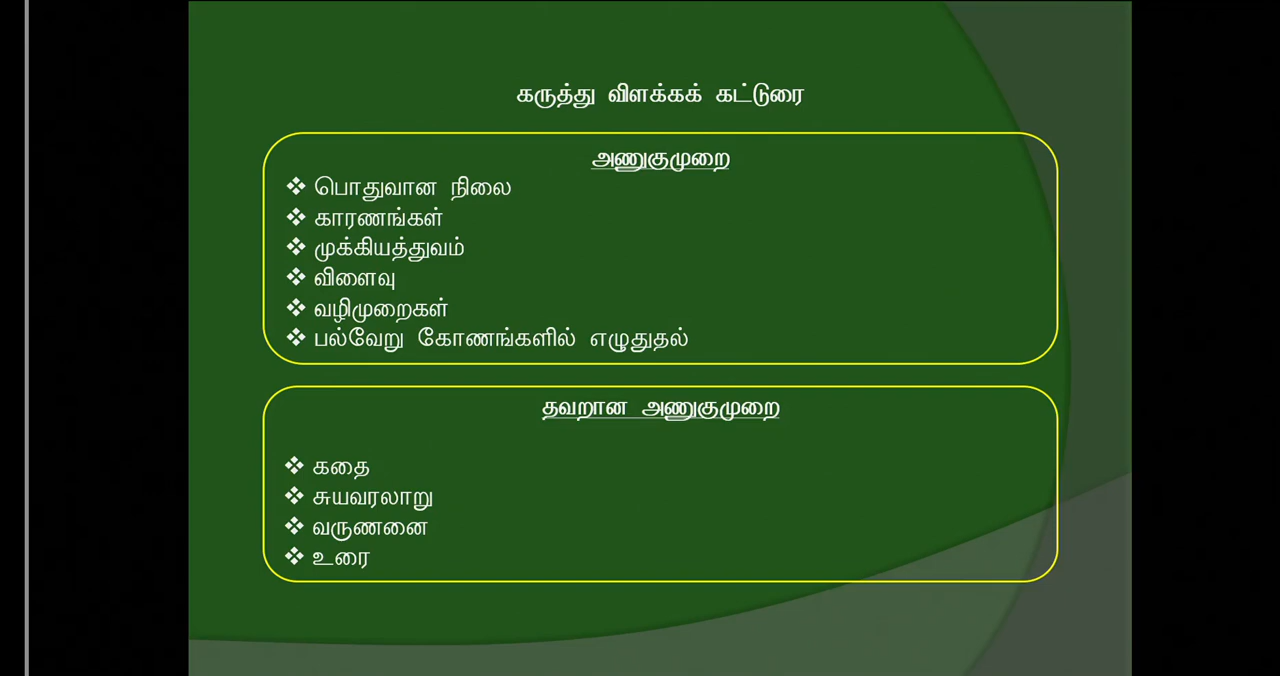 கருத்து விளக்கக் கட்டுரை
அணுகுமுறை
❖ பொதுவான நிலை
❖ காரணங்கள்
❖ முக்கியத்துவம்
❖ விளைவு
❖ வழிமுறைகள்
❖ பல்வேறு கோணங்களில் எழுதுதல்
தவறான அணுகுமுறை
❖ கதை
❖ சுயவரலாறு
❖ வருணனை
❖ உரை